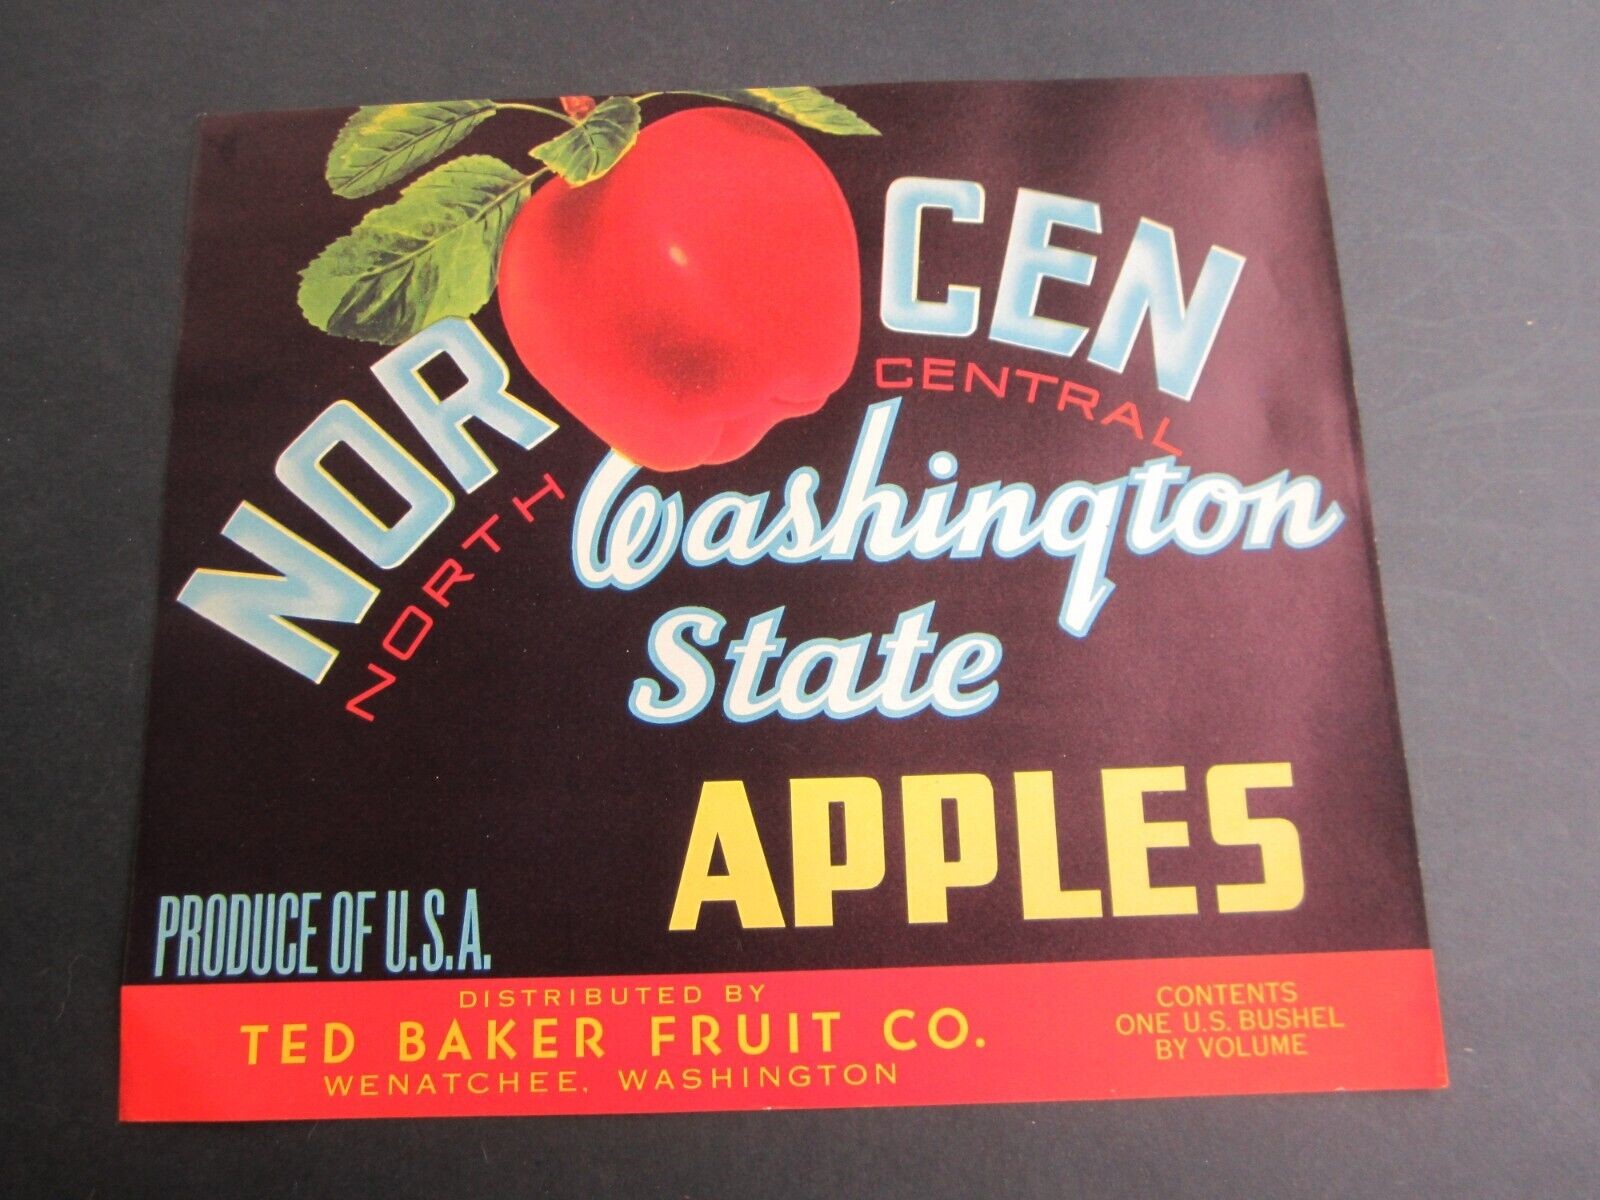 NOR CEN
NORTH CENTRAL
Washington
State
APPLES
PRODUCE OF U.S.A.
DISTRIBUTED BY
TED BAKER FRUIT CO.
WENATCHEE, WASHINGTON
CONTENTS
ONE U.S. BUSHEL
BY VOLUME